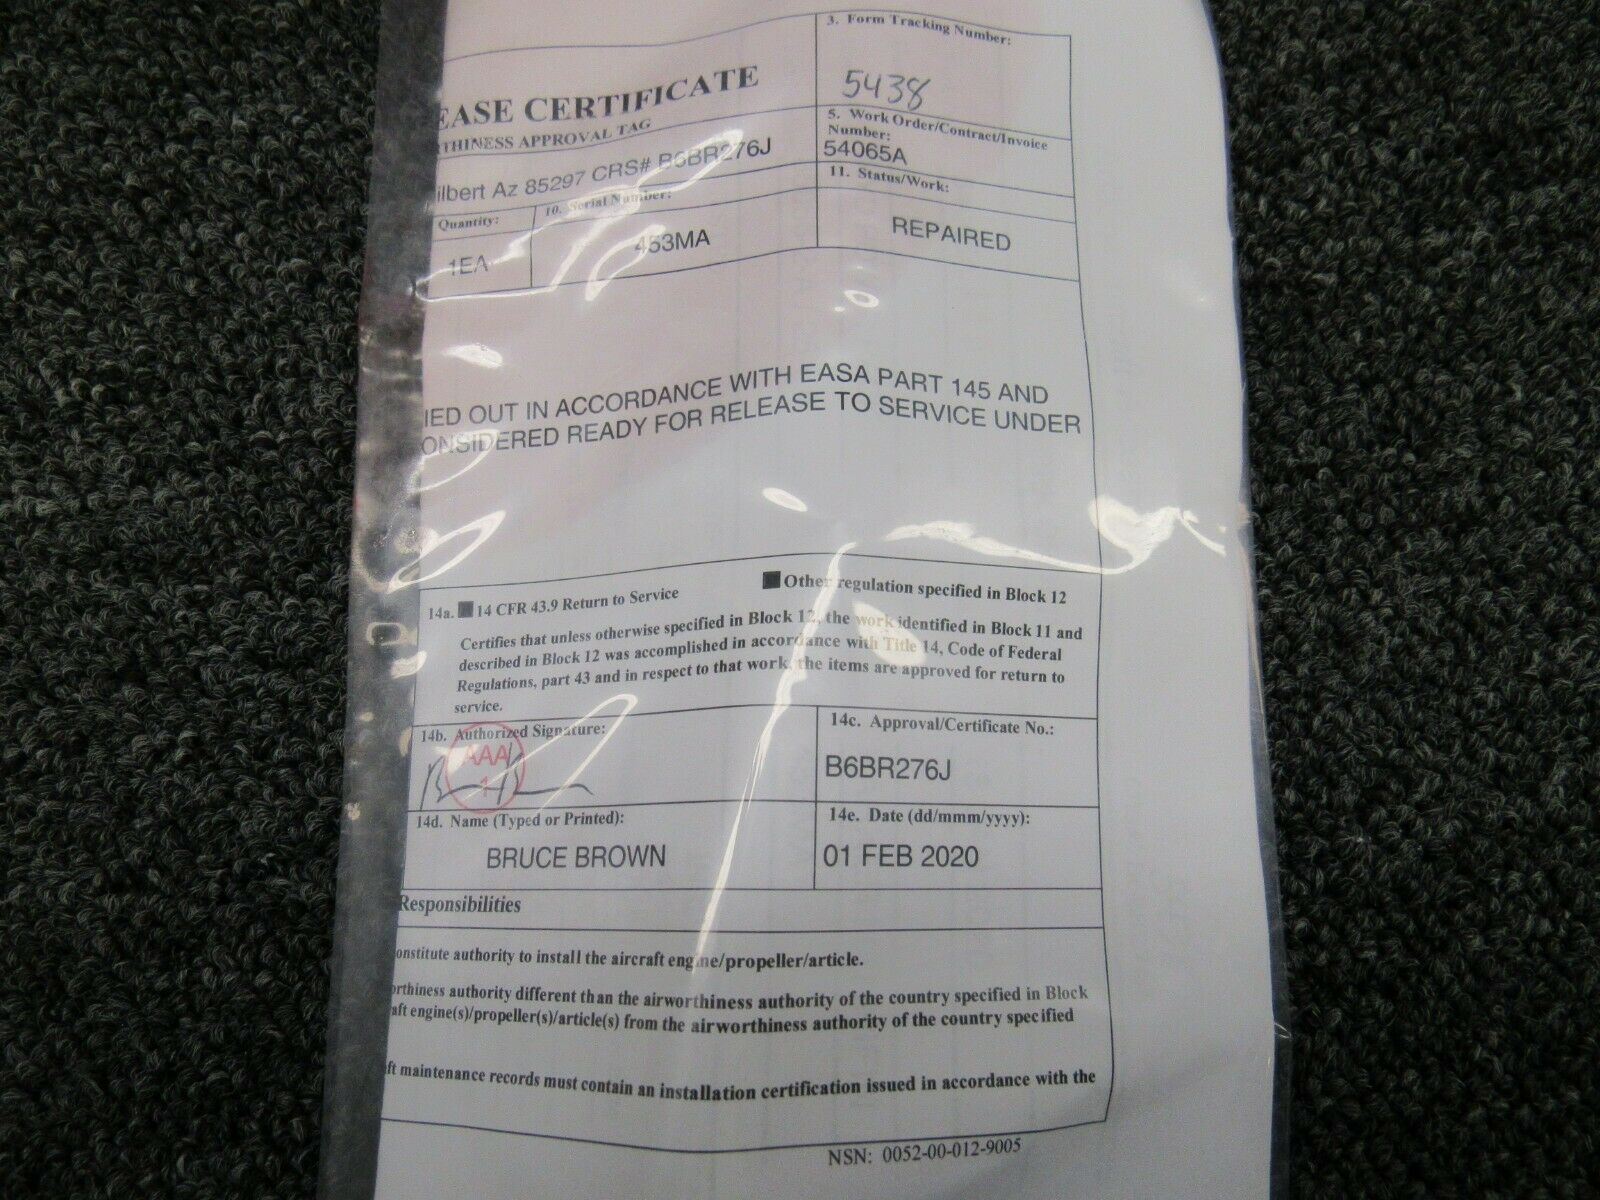 3. Form Tracking Number:
5438
EASE CERTIFICATE
THINESS APPROVAL TAG
5. Work Order/Contract/Invoice
Number:
54065A
ilbert Az 85297 CRS# B6BR276J
Quantity:
10. Serial Number:
11. Status/Work:
1EA
453MA
REPAIRED
IED OUT IN ACCORDANCE WITH EASA PART 145 AND
ONSIDERED READY FOR RELEASE TO SERVICE UNDER
14a. ■ 14 CFR 43.9 Return to Service
■ Other regulation specified in Block 12
Certifies that unless otherwise specified in Block 12, the work identified in Block 11 and
described in Block 12 was accomplished in accordance with Title 14, Code of Federal
Regulations, part 43 and in respect to that work, the items are approved for return to
service.
14b. Authorized Signature:
AAA
1
14c. Approval/Certificate No.:
B6BR276J
14d. Name (Typed or Printed):
BRUCE BROWN
14e. Date (dd/mmm/yyyy):
01 FEB 2020
Responsibilities
onstitute authority to install the aircraft engine/propeller/article.
orthiness authority different than the airworthiness authority of the country specified in Block
aft engine(s)/propeller(s)/article(s) from the airworthiness authority of the country specified
ft maintenance records must contain an installation certification issued in accordance with the
NSN: 0052-00-012-9005